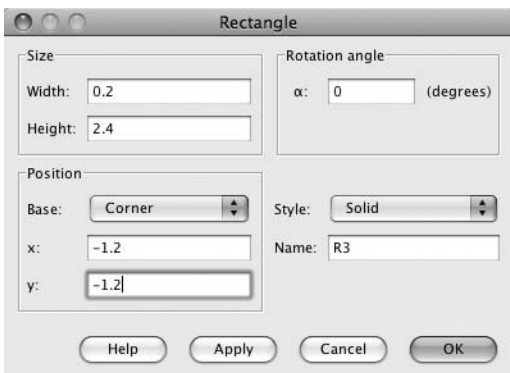 Rectangle
Size
Width: 0.2
Height: 2.4
Rotation angle
α: 0 (degrees)
Position
Base: Corner
x: -1.2
y: -1.2
Style: Solid
Name: R3
Help Apply Cancel OK